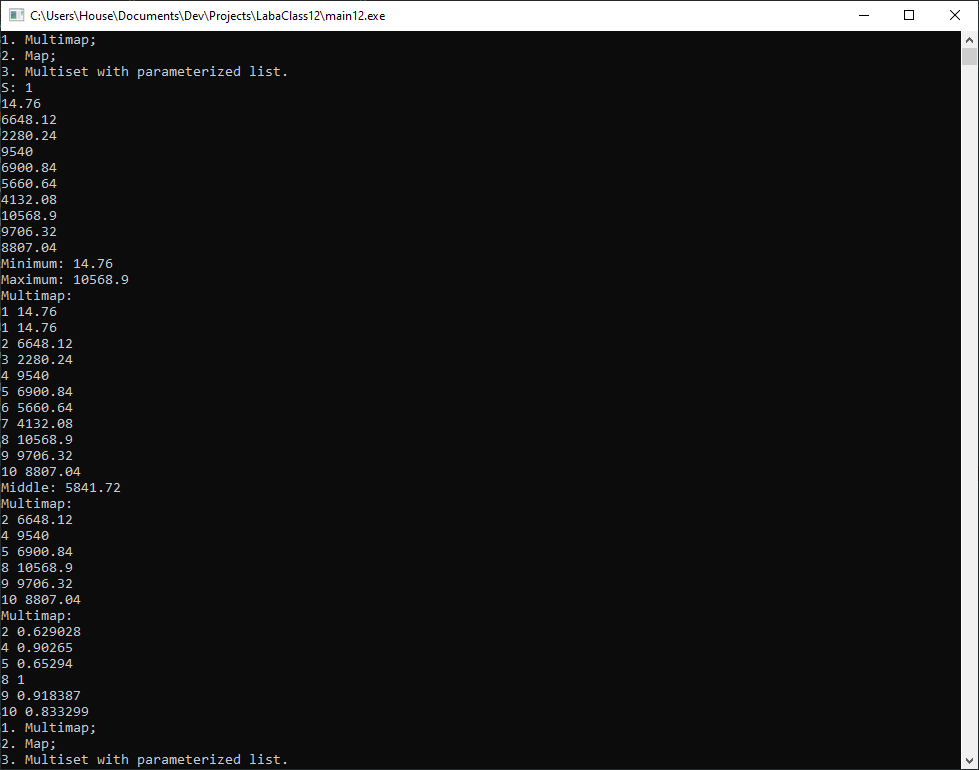 C:\Users\House\Documents\Dev\Projects\LabaClass12\main12.exe
1. Multimap;
2. Map;
3. Multiset with parameterized list.
S: 1
14.76
6648.12
2280.24
9540
6900.84
5660.64
4132.08
10568.9
9706.32
8807.04
Minimum: 14.76
Maximum: 10568.9
Multimap:
1 14.76
1 14.76
2 6648.12
3 2280.24
4 9540
5 6900.84
6 5660.64
7 4132.08
8 10568.9
9 9706.32
10 8807.04
Middle: 5841.72
Multimap:
2 6648.12
4 9540
5 6900.84
8 10568.9
9 9706.32
10 8807.04
Multimap:
2 0.629028
4 0.90265
5 0.65294
8 1
9 0.918387
10 0.833299
1. Multimap;
2. Map;
3. Multiset with parameterized list.